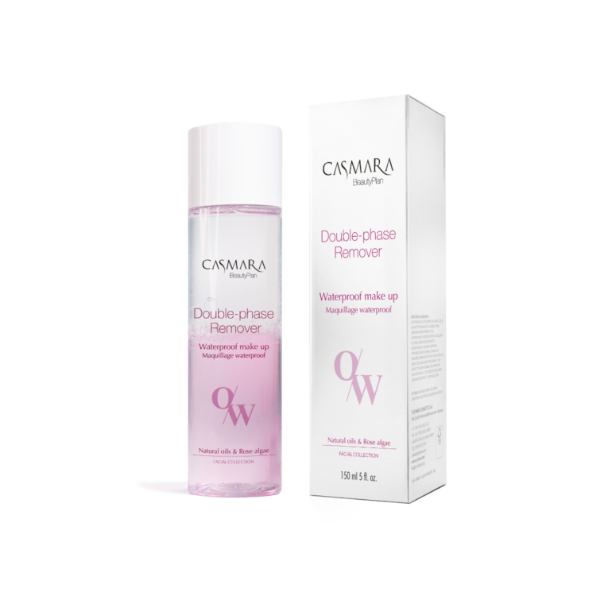 CASMARA
BeautyPlan
Double-phase
Remover
Waterproof make up
Maquillage waterproof
O/W
Natural oils & Rose algae
FACIAL COLLECTION
CASMARA
BeautyPlan
Double-phase
Remover
Waterproof make up
Maquillage waterproof
O/W
Natural oils & Rose algae
FACIAL COLLECTION
150 ml 5 fl. oz.